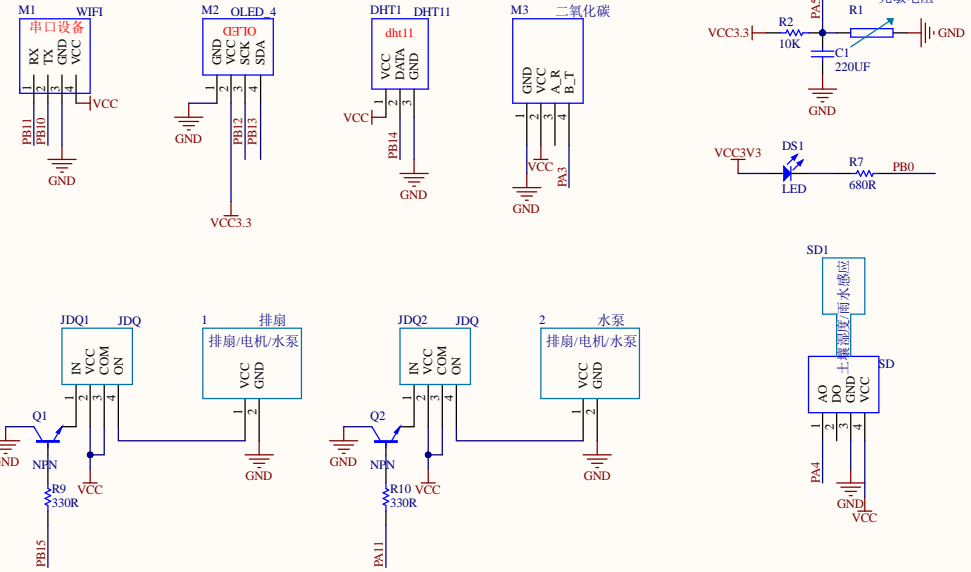 M1 WIFI
串口设备
RX TX GND VCC
1 2 3 4
VCC
PB11 PB10
GND
M2 OLED_4
OLED
GND VCC SCK SDA
1 2 3 4
GND
PB12 PB13
VCC3.3
DHT1 DHT11
dht11
VCC DATA GND
1 2 3
VCC
PB14
GND
M3 二氧化碳
GND VCC A_R B_T
1 2 3 4
VCC
PA3
GND
PA5
R2 R1
VCC3.3 GND
10K C1
220UF
GND
VCC3V3 DS1 R7 PB0
LED 680R
JDQ1 JDQ
IN VCC COM ON
1 2 3 4
Q1
GND NPN VCC
R9
330R
PB15
1 排扇
排扇/电机/水泵
VCC GND
1 2
GND
JDQ2 JDQ
IN VCC COM ON
1 2 3 4
Q2
GND NPN VCC
R10
330R
PA11
2 水泵
排扇/电机/水泵
VCC GND
1 2
GND
SD1
土壤湿度/雨水感应
SD
AO DO GND VCC
1 2 3 4
PA4
GND
VCC